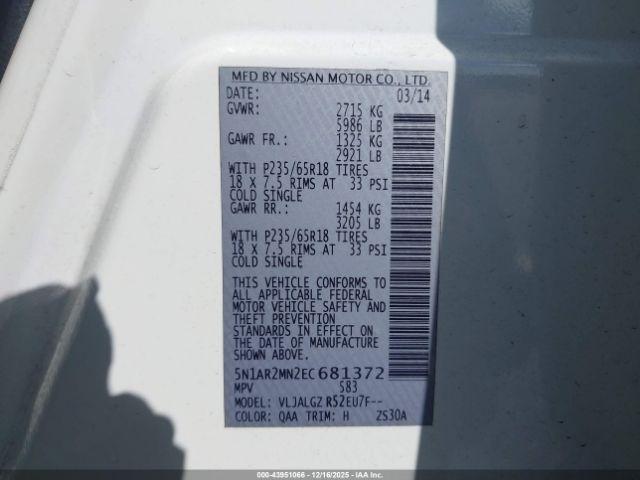 MFD BY NISSAN MOTOR CO., LTD.
DATE: 03/14
GVWR: 2715 KG
5986 LB
GAWR FR.: 1325 KG
2921 LB
WITH P235/65R18 TIRES
18 X 7.5 RIMS AT 33 PSI
COLD SINGLE
GAWR RR.: 1454 KG
3205 LB
WITH P235/65R18 TIRES
18 X 7.5 RIMS AT 33 PSI
COLD SINGLE
THIS VEHICLE CONFORMS TO
ALL APPLICABLE FEDERAL
MOTOR VEHICLE SAFETY AND
THEFT PREVENTION
STANDARDS IN EFFECT ON
THE DATE OF MANUFACTURE
SHOWN ABOVE.
5N1AR2MN2EC681372
MPV 583
MODEL: VLJALGZ RS2EU7F--
COLOR: QAA TRIM: H ZS30A
000-43951066 - 12/16/2025 - IAA